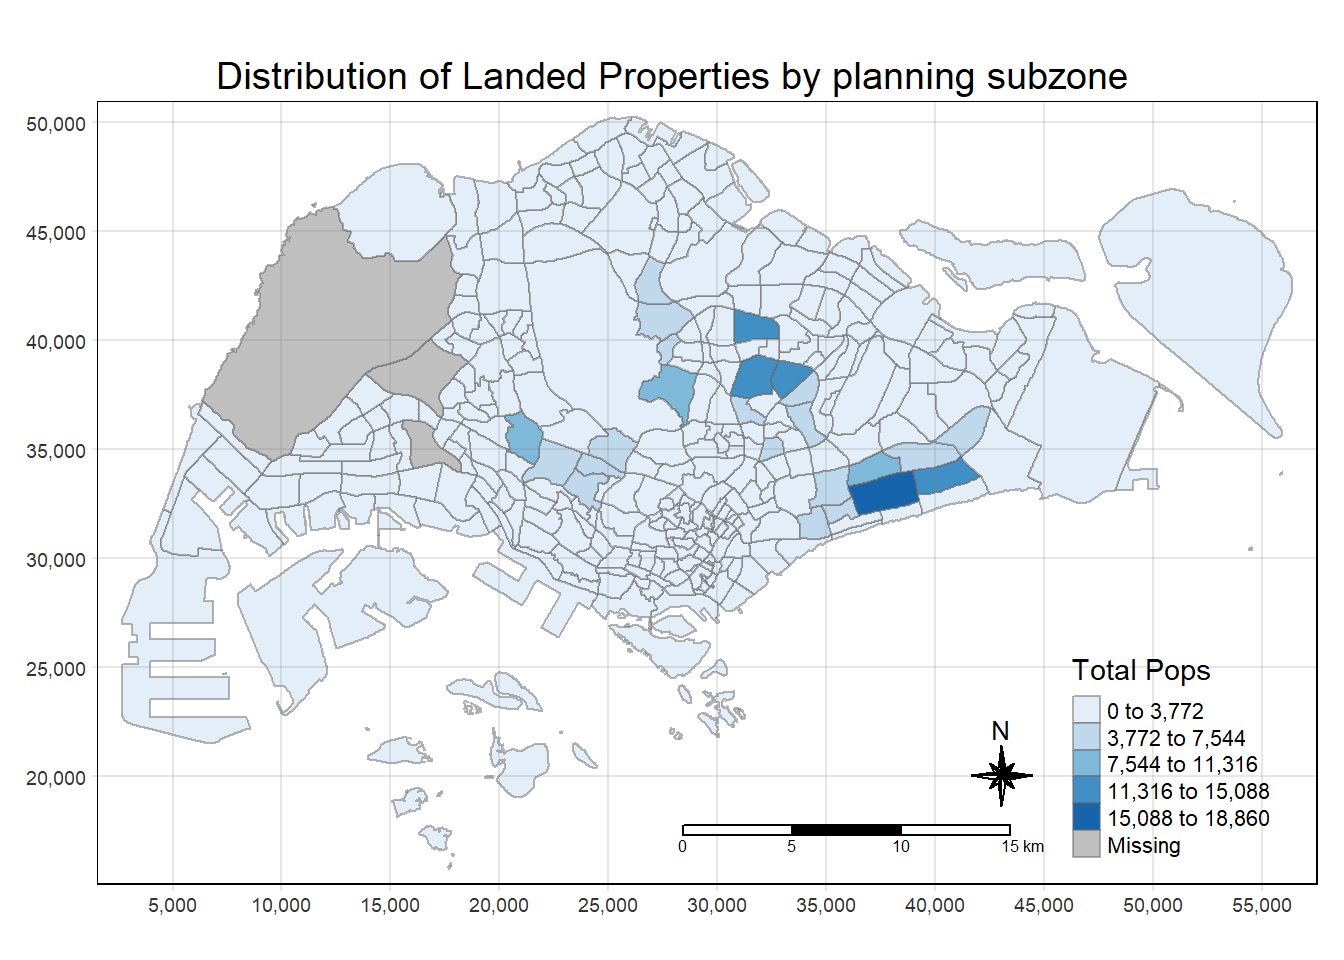 Distribution of Landed Properties by planning subzone
50,000
45,000
40,000
35,000
30,000
25,000
20,000
Total Pops
0 to 3,772
3,772 to 7,544
7,544 to 11,316
11,316 to 15,088
15,088 to 18,860
Missing
N
0 5 10 15 km
5,000 10,000 15,000 20,000 25,000 30,000 35,000 40,000 45,000 50,000 55,000